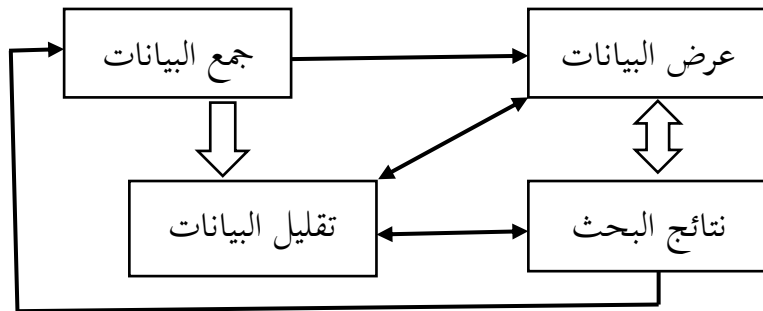 عرض البيانات
جمع البيانات
نتائج البحث
تقليل البيانات